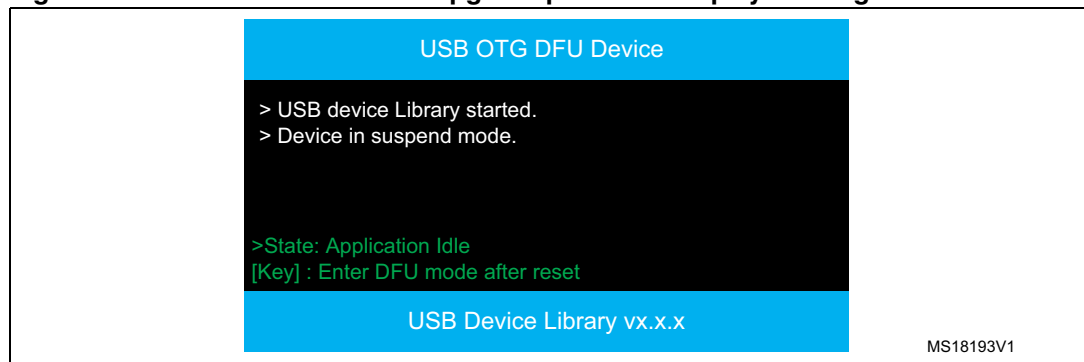 USB OTG DFU Device
> USB device Library started.
> Device in suspend mode.
>State: Application Idle
[Key] : Enter DFU mode after reset
USB Device Library vx.x.x
MS18193V1